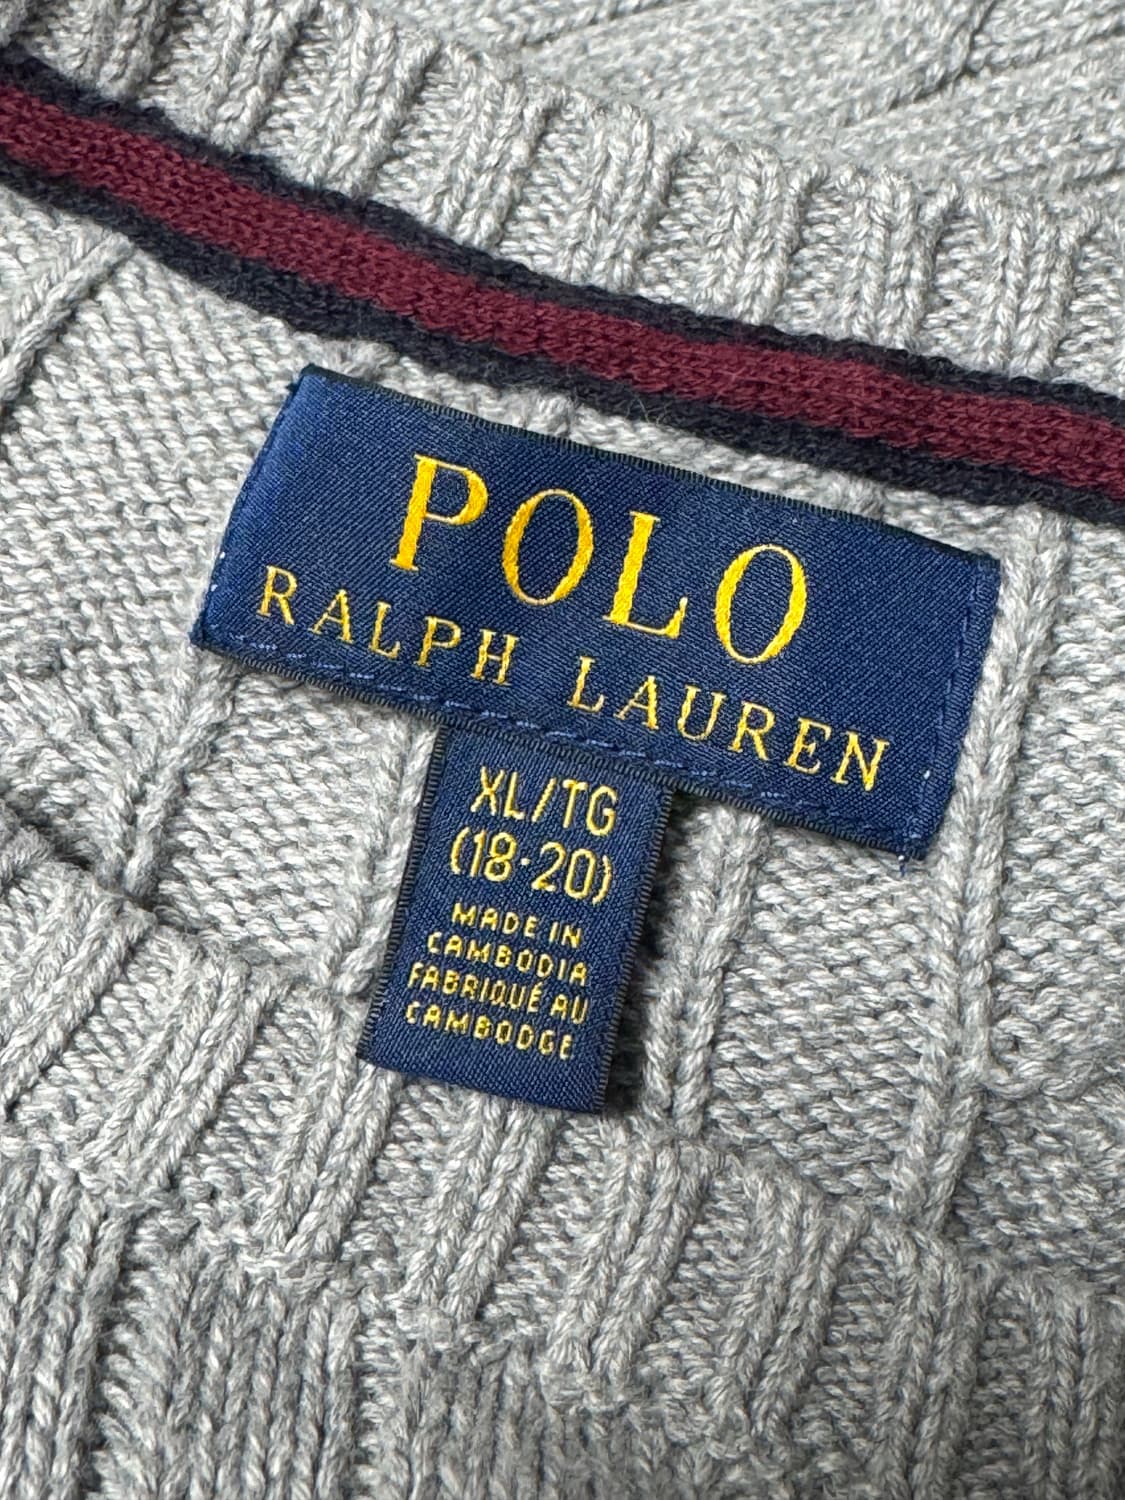 POLO
RALPH LAUREN
XL/TG
(18-20)
MADE IN
CAMBODIA
FABRIQUÉ AU
CAMBODGE